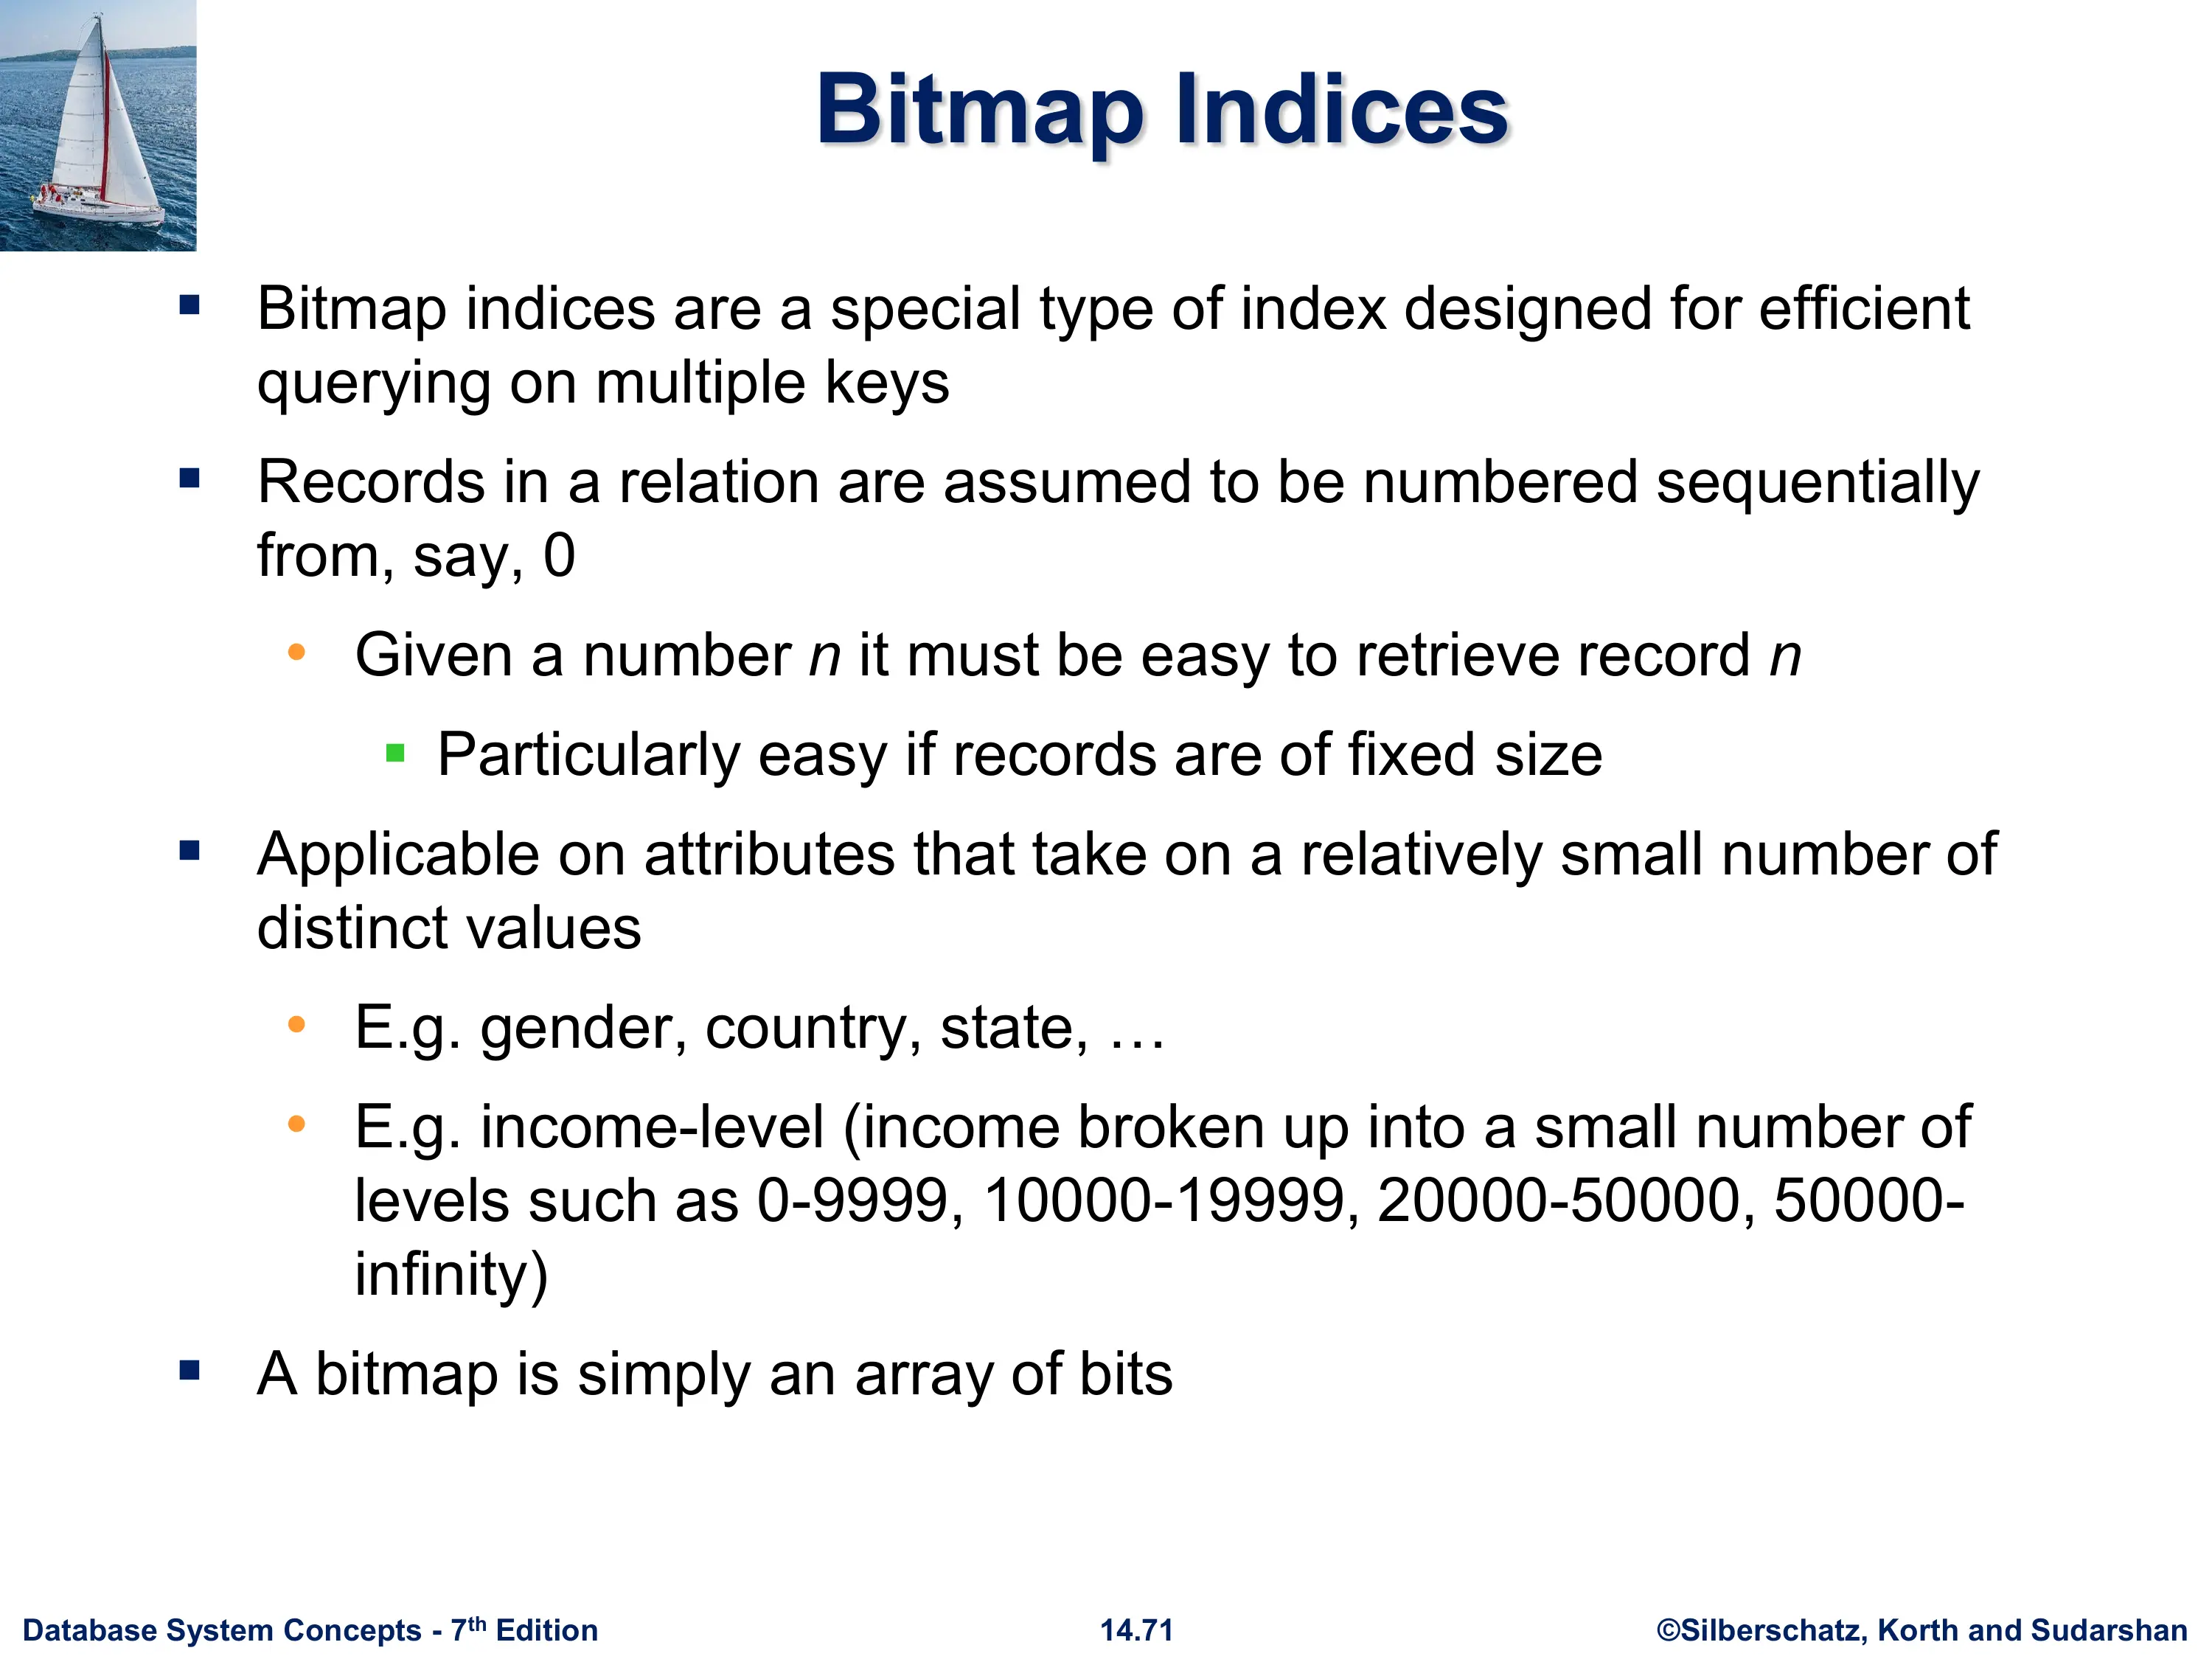 Bitmap Indices
Bitmap indices are a special type of index designed for efficient
querying on multiple keys
Records in a relation are assumed to be numbered sequentially
from, say, 0
Given a number n it must be easy to retrieve record n
Particularly easy if records are of fixed size
Applicable on attributes that take on a relatively small number of
distinct values
E.g. gender, country, state, …
E.g. income-level (income broken up into a small number of
levels such as 0-9999, 10000-19999, 20000-50000, 50000-
infinity)
A bitmap is simply an array of bits
Database System Concepts - 7th Edition
14.71
©Silberschatz, Korth and Sudarshan